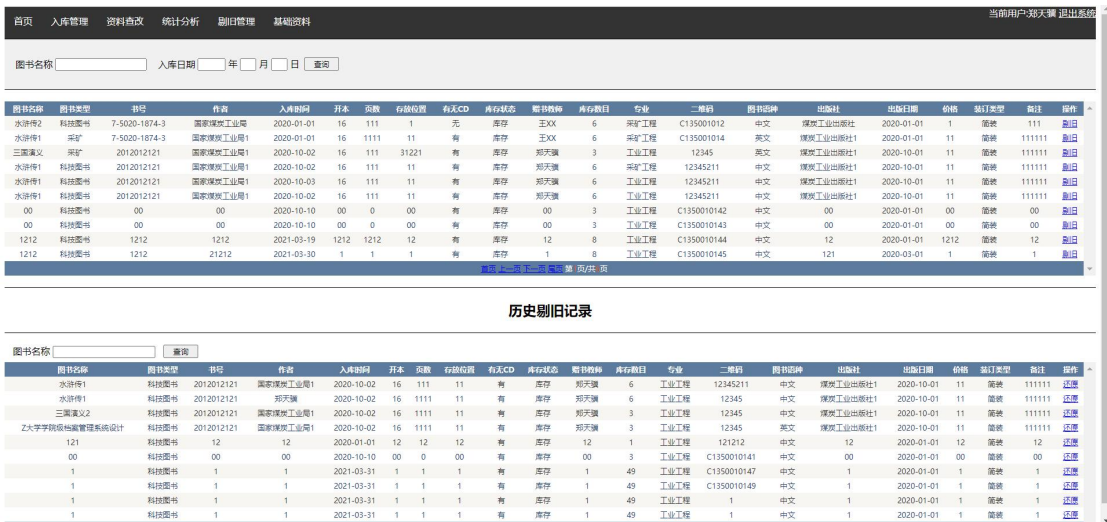 当前用户:郑天骥 退出系统
首页 入库管理 资料查改 统计分析 剔旧管理 基础资料
图书名称 入库日期 年 月 日 查询
图书名称 图书类型 书号 作者 入库时间 开本 页数 存放位置 有无CD 库存状态 赠书教师 库存数目 专业 二维码 图书语种 出版社 出版日期 价格 装订类型 备注 操作
水浒传2 科技图书 7-5020-1874-3 国家煤炭工业局 2020-01-01 16 111 1 无 库存 王XX 6 采矿工程 C135001012 中文 煤炭工业出版社 2020-01-01 1 简装 111 剔旧
水浒传1 采矿 7-5020-1874-3 国家煤炭工业局1 2020-01-01 16 1111 11 有 库存 王XX 6 采矿工程 C135001014 英文 煤炭工业出版社1 2020-01-01 11 简装 111111 剔旧
三国演义 采矿 2012012121 国家煤炭工业局1 2020-10-02 16 111 31221 有 库存 郑天骥 3 工业工程 12345 英文 煤炭工业出版社1 2020-10-01 11 简装 111111 剔旧
水浒传1 科技图书 2012012121 国家煤炭工业局1 2020-10-02 16 111 11 有 库存 郑天骥 6 采矿工程 12345211 中文 煤炭工业出版社1 2020-10-01 11 简装 111111 剔旧
水浒传1 科技图书 2012012121 国家煤炭工业局1 2020-10-03 16 111 11 有 库存 郑天骥 6 工业工程 12345211 中文 煤炭工业出版社1 2020-10-01 11 简装 111111 剔旧
水浒传1 科技图书 2012012121 国家煤炭工业局1 2020-10-02 16 111 11 有 库存 郑天骥 6 工业工程 12345211 中文 煤炭工业出版社1 2020-10-01 11 简装 111111 剔旧
00 科技图书 00 00 2020-10-10 00 0 00 有 库存 00 3 工业工程 C1350010142 中文 00 2020-01-01 00 简装 00 剔旧
00 科技图书 00 00 2020-10-10 00 0 00 有 库存 00 3 工业工程 C1350010143 中文 00 2020-01-01 00 简装 00 剔旧
1212 科技图书 1212 1212 2021-03-19 1212 1212 12 有 库存 12 8 工业工程 C1350010144 中文 12 2020-01-01 1212 简装 12 剔旧
1212 科技图书 1212 21212 2021-03-30 1 1 1 有 库存 1 8 工业工程 C1350010145 中文 121 2020-03-01 1 简装 1 剔旧
首页 上一页 下一页 尾页 第 页/共 页
历史剔旧记录
图书名称 查询
图书名称 图书类型 书号 作者 入库时间 开本 页数 存放位置 有无CD 库存状态 赠书教师 库存数目 专业 二维码 图书语种 出版社 出版日期 价格 装订类型 备注 操作
水浒传1 科技图书 2012012121 国家煤炭工业局1 2020-10-02 16 111 11 有 库存 郑天骥 6 工业工程 12345211 中文 煤炭工业出版社1 2020-10-01 11 简装 111111 还原
水浒传1 科技图书 2012012121 郑天骥 2020-10-02 16 1111 11 有 库存 郑天骥 6 工业工程 12345 中文 煤炭工业出版社1 2020-10-01 11 简装 111111 还原
三国演义2 科技图书 2012012121 国家煤炭工业局1 2020-10-02 16 1111 11 有 库存 郑天骥 3 工业工程 12345 中文 煤炭工业出版社1 2020-10-01 11 简装 111111 还原
Z大学学院级档案管理系统设计 科技图书 2012012121 国家煤炭工业局1 2020-10-02 16 1111 11 有 库存 郑天骥 3 工业工程 12345 英文 煤炭工业出版社1 2020-10-01 11 简装 111111 还原
121 科技图书 12 12 2020-01-01 12 12 12 有 库存 12 1 工业工程 121212 中文 12 2020-01-01 12 简装 12 还原
00 科技图书 00 00 2020-10-10 00 0 00 有 库存 00 3 工业工程 C1350010141 中文 00 2020-01-01 00 简装 00 还原
1 科技图书 1 1 2021-03-31 1 1 1 有 库存 1 49 工业工程 C1350010147 中文 1 2020-01-01 1 简装 1 还原
1 科技图书 1 1 2021-03-31 1 1 1 有 库存 1 49 工业工程 C1350010149 中文 1 2020-01-01 1 简装 1 还原
1 科技图书 1 1 2021-03-31 1 1 1 有 库存 1 49 工业工程 1 中文 1 2020-01-01 1 简装 1 还原
1 科技图书 1 1 2021-03-31 1 1 1 有 库存 1 49 工业工程 1 中文 1 2020-01-01 1 简装 1 还原